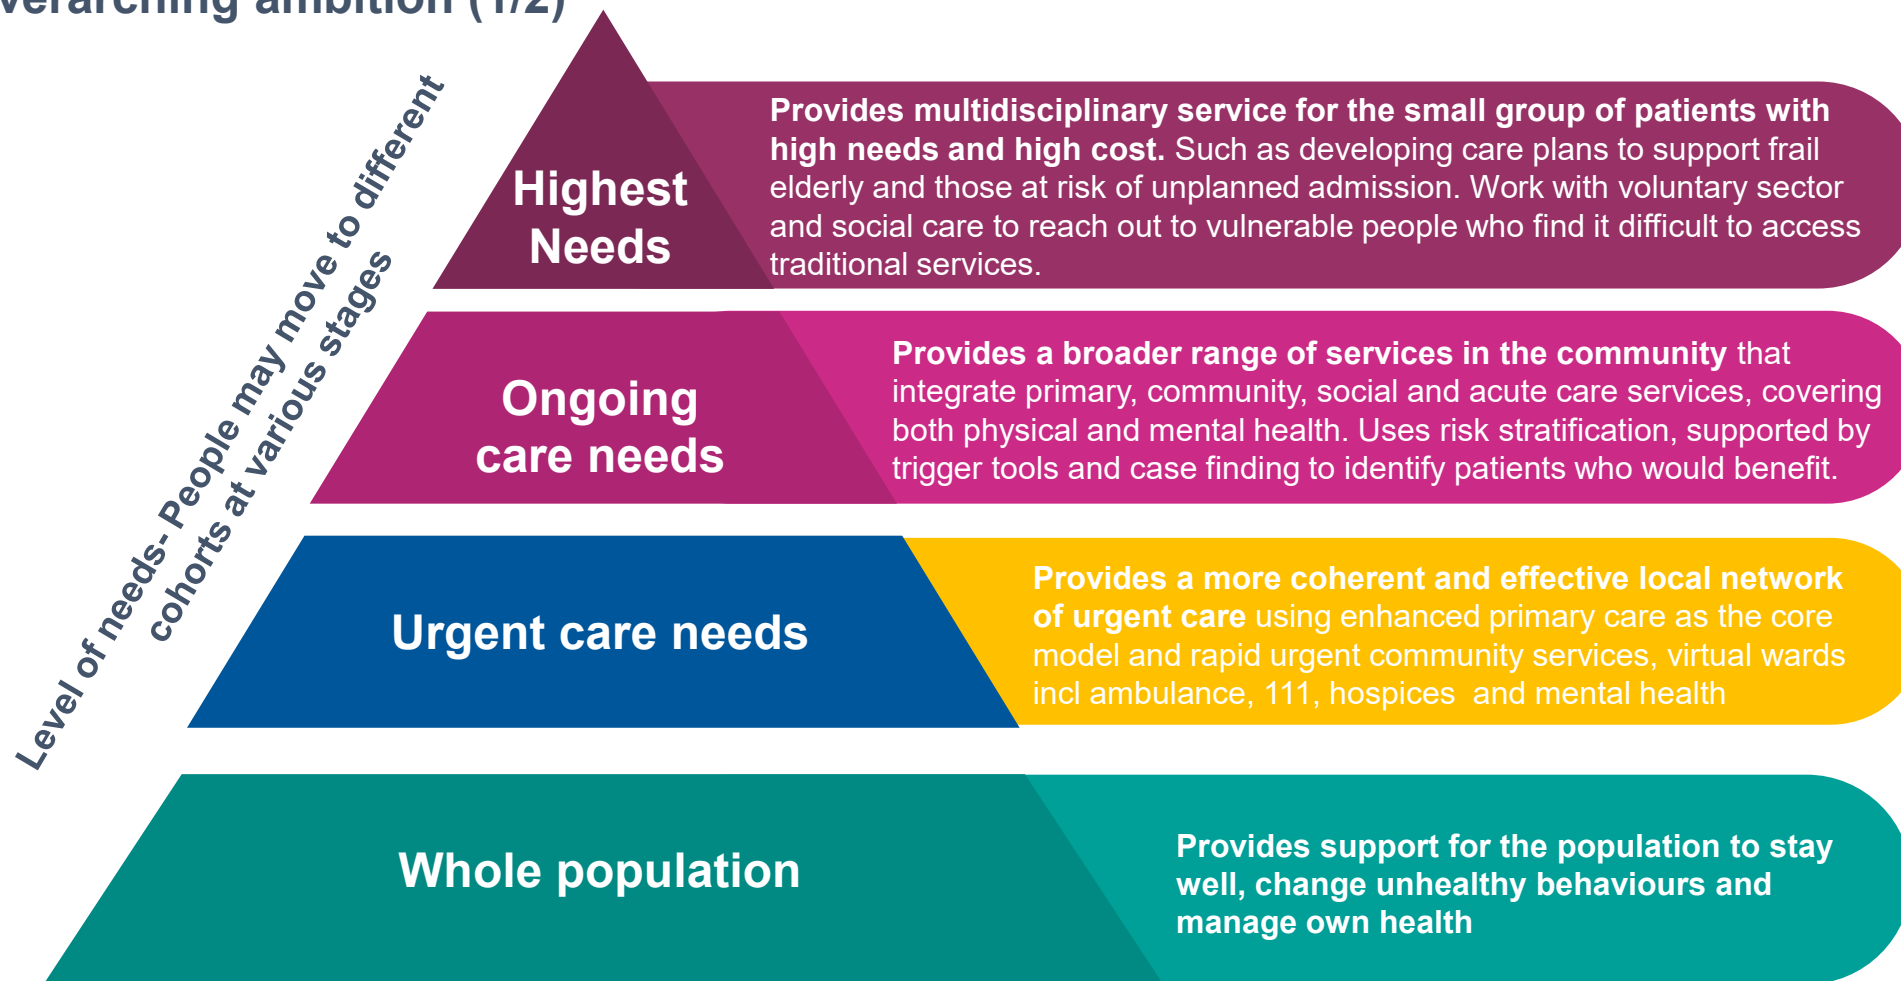 verarching ambition (1/2)
Level of needs- People may move to different
cohorts at various stages
Highest
Needs
Provides multidisciplinary service for the small group of patients with
high needs and high cost. Such as developing care plans to support frail
elderly and those at risk of unplanned admission. Work with voluntary sector
and social care to reach out to vulnerable people who find it difficult to access
traditional services.
Ongoing
care needs
Provides a broader range of services in the community that
integrate primary, community, social and acute care services, covering
both physical and mental health. Uses risk stratification, supported by
trigger tools and case finding to identify patients who would benefit.
Urgent care needs
Provides a more coherent and effective local network
of urgent care using enhanced primary care as the core
model and rapid urgent community services, virtual wards
incl ambulance, 111, hospices  and mental health
Whole population
Provides support for the population to stay
well, change unhealthy behaviours and
manage own health